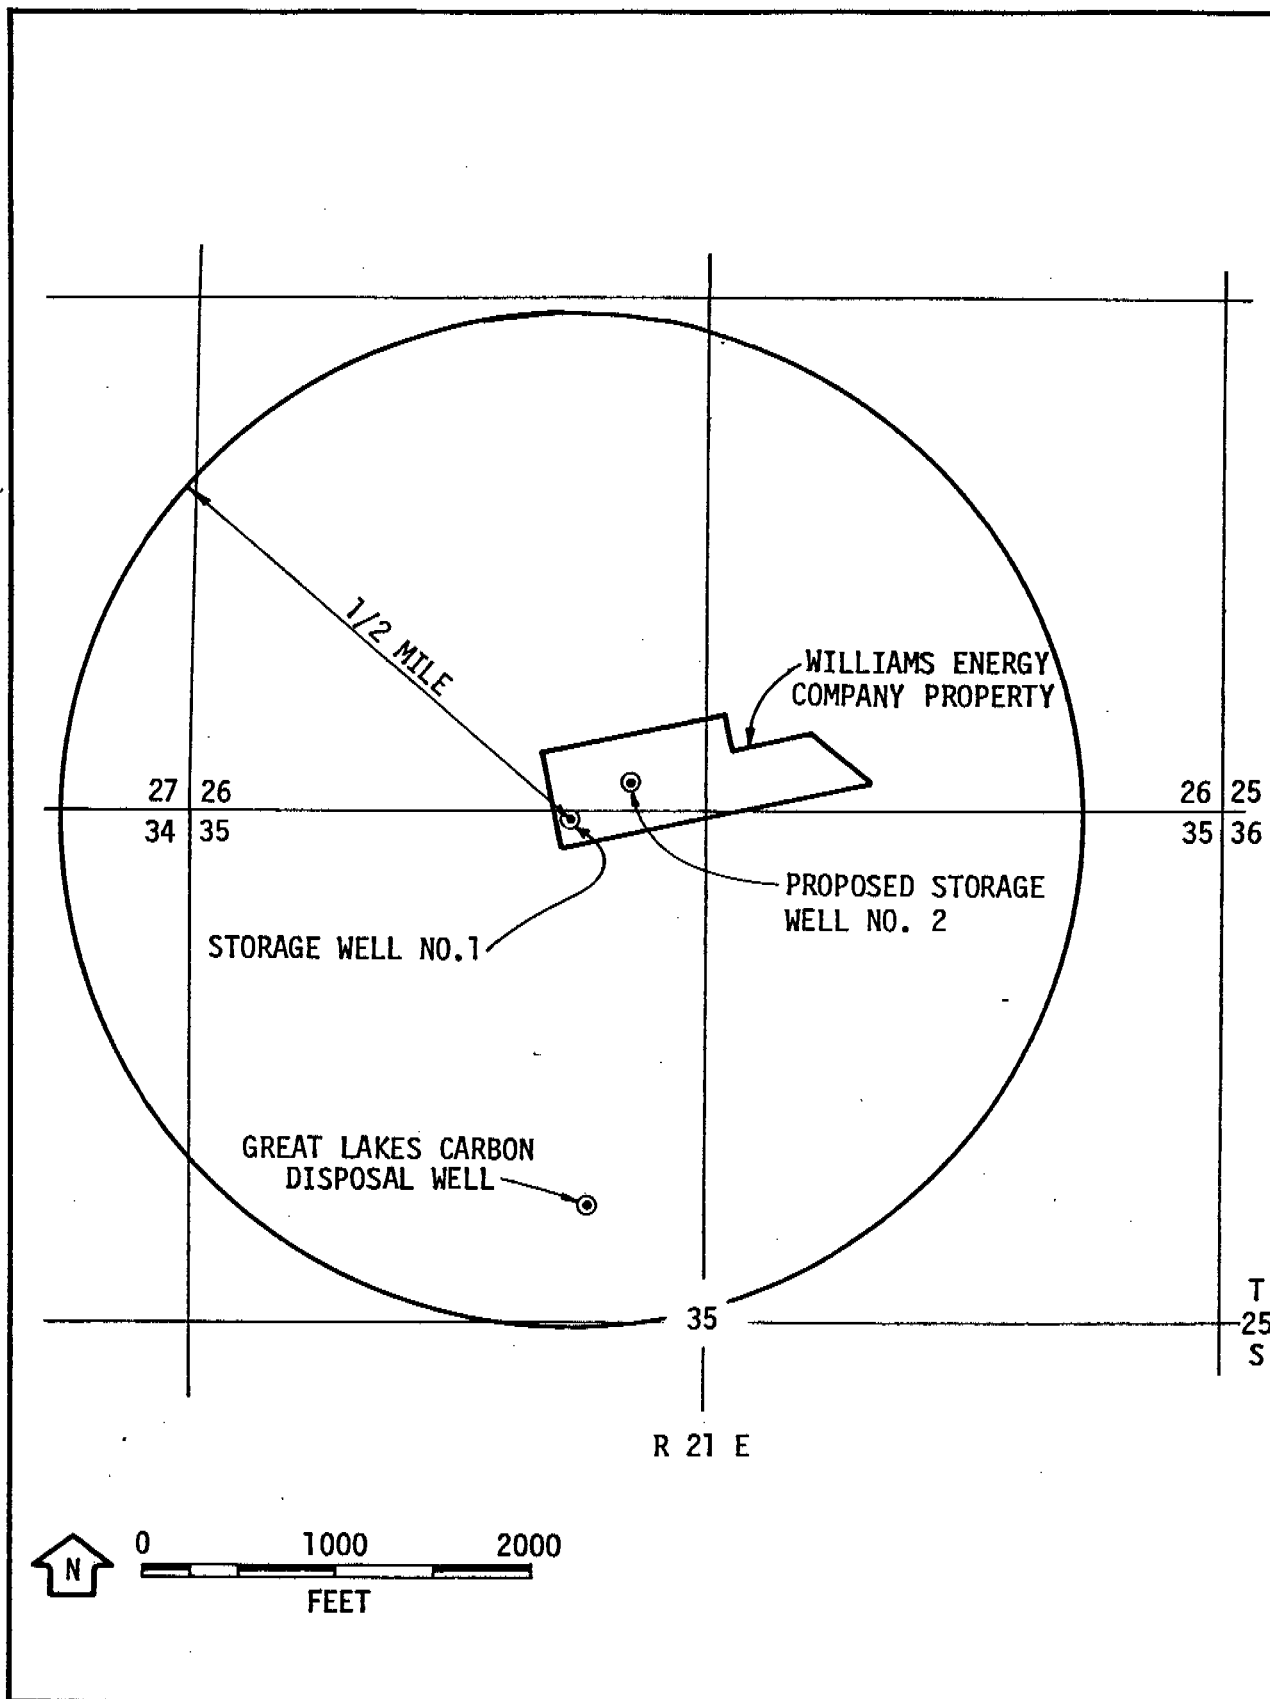 1/2 MILE
WILLIAMS ENERGY
COMPANY PROPERTY
27 26
34 35
26 25
35 36
PROPOSED STORAGE
WELL NO. 2
STORAGE WELL NO.1
GREAT LAKES CARBON
DISPOSAL WELL
35
T
25
S
R 21 E
N
0 1000 2000
FEET